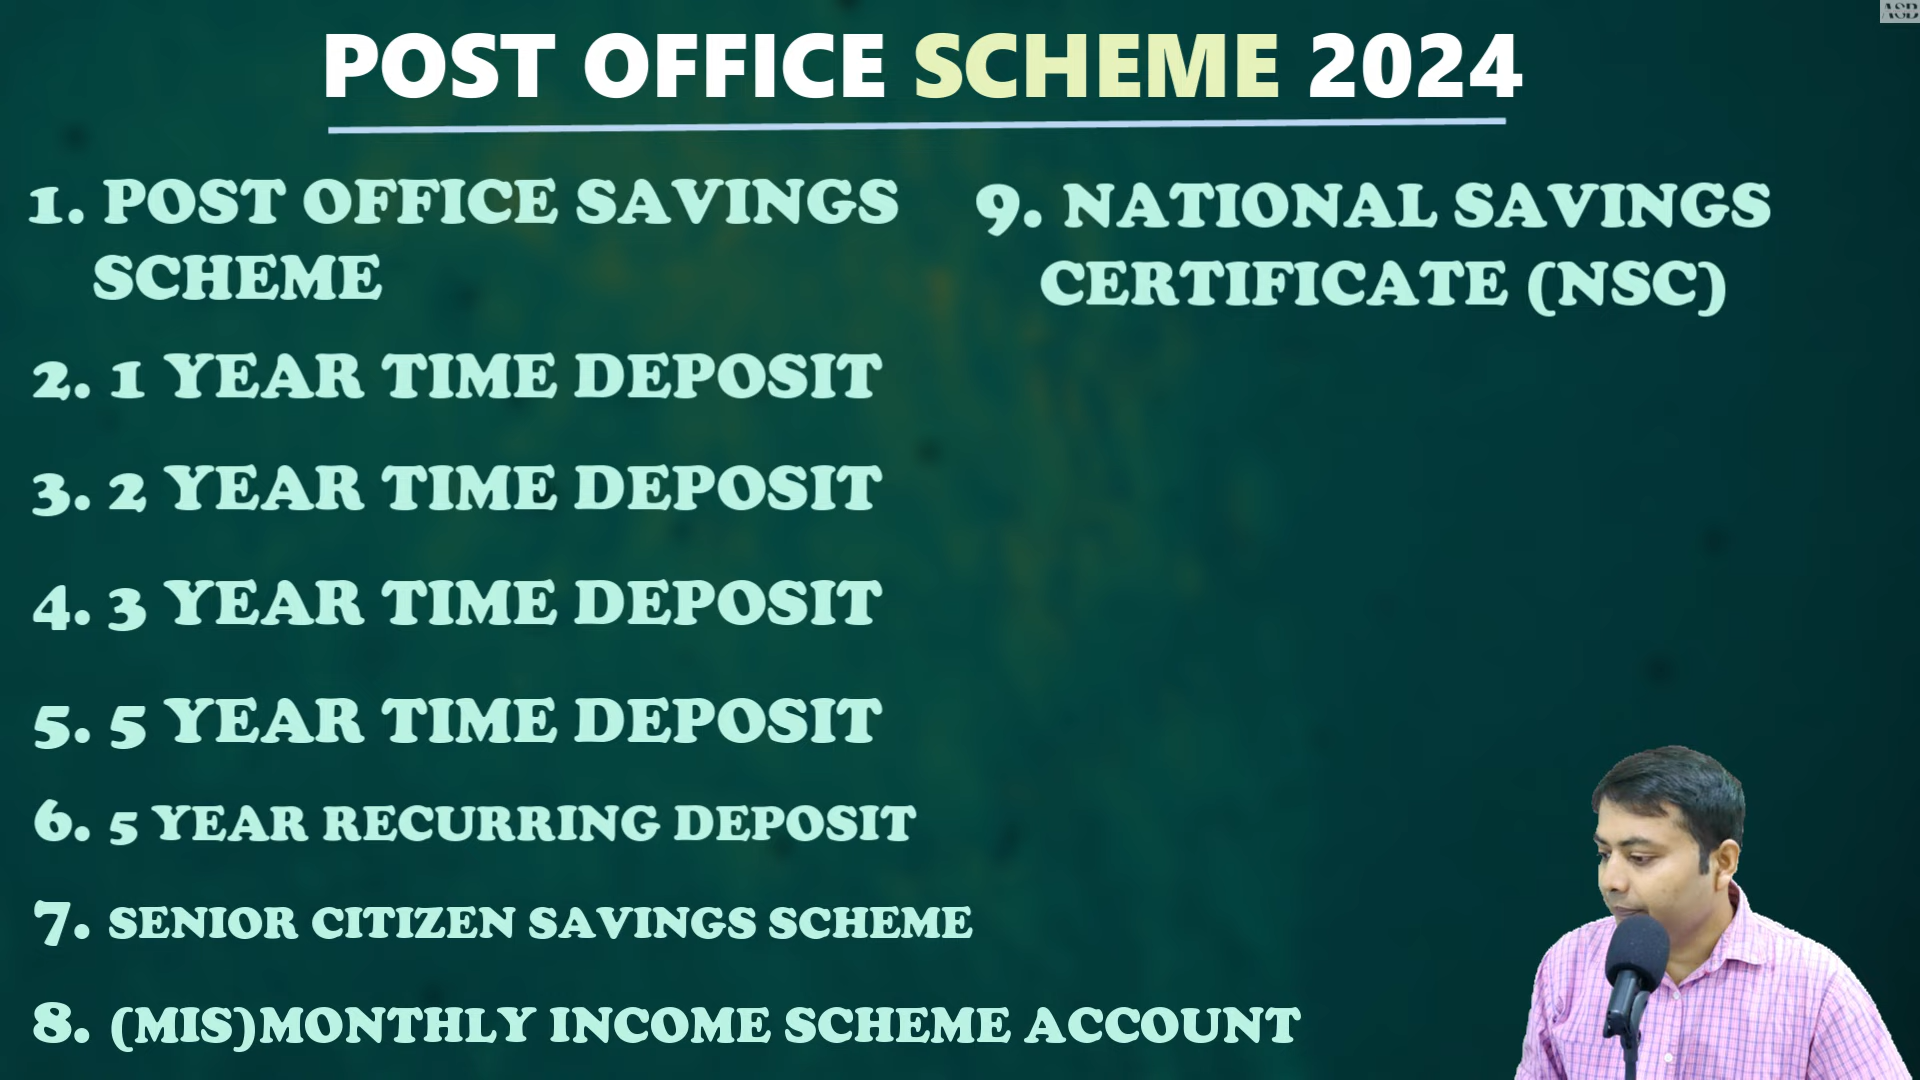 ASB
POST OFFICE SCHEME 2024
1. POST OFFICE SAVINGS
SCHEME
2. 1 YEAR TIME DEPOSIT
3. 2 YEAR TIME DEPOSIT
4. 3 YEAR TIME DEPOSIT
5. 5 YEAR TIME DEPOSIT
6. 5 YEAR RECURRING DEPOSIT
7. SENIOR CITIZEN SAVINGS SCHEME
8. (MIS)MONTHLY INCOME SCHEME ACCOUNT
9. NATIONAL SAVINGS
CERTIFICATE (NSC)